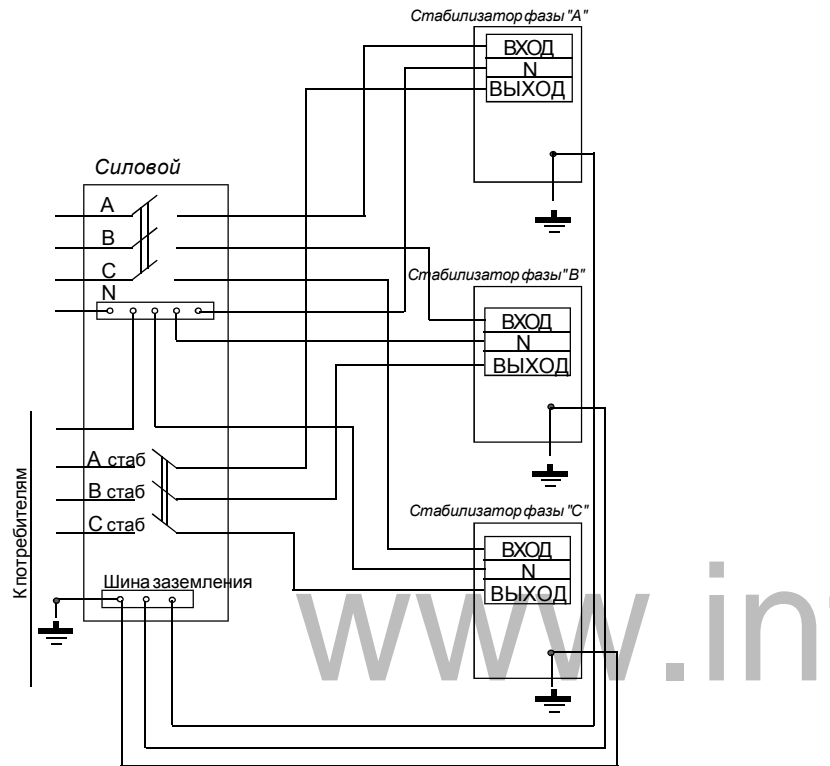 Стабилизатор фазы "А"
ВХОД
N
ВЫХОД
Силовой
A
B
C
N
Стабилизатор фазы "В"
ВХОД
N
ВЫХОД
К потребителям
А стаб
В стаб
С стаб
Стабилизатор фазы "С"
ВХОД
N
ВЫХОД
Шина заземления
www.in